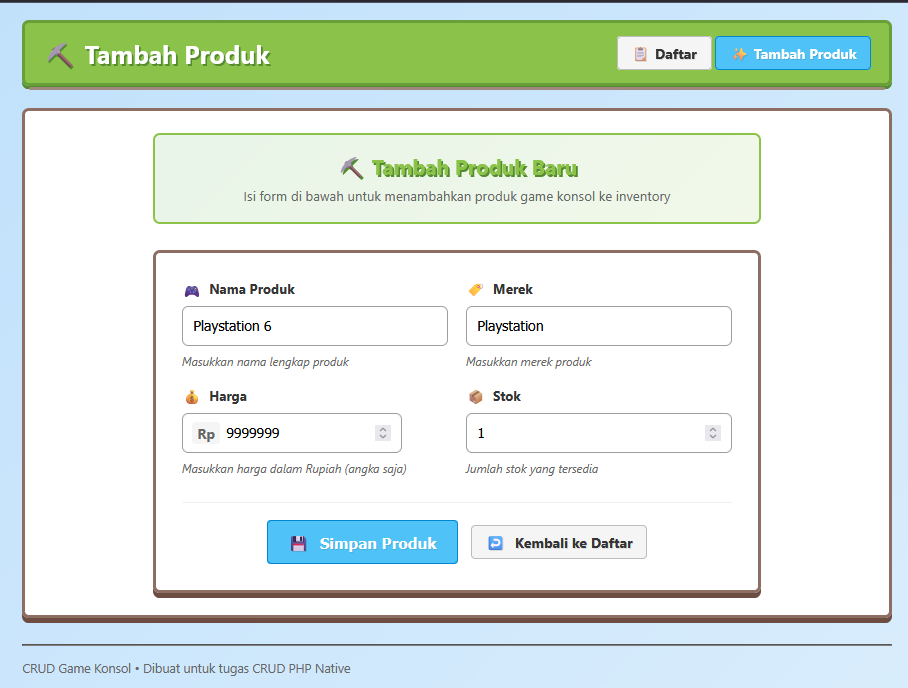 Tambah Produk
Daftar
Tambah Produk
Tambah Produk Baru
Isi form di bawah untuk menambahkan produk game konsol ke inventory
Nama Produk
Merek
Playstation 6
Playstation
Masukkan nama lengkap produk
Masukkan merek produk
Harga
Stok
Rp 9999999
1
Masukkan harga dalam Rupiah (angka saja)
Jumlah stok yang tersedia
Simpan Produk
Kembali ke Daftar
CRUD Game Konsol • Dibuat untuk tugas CRUD PHP Native